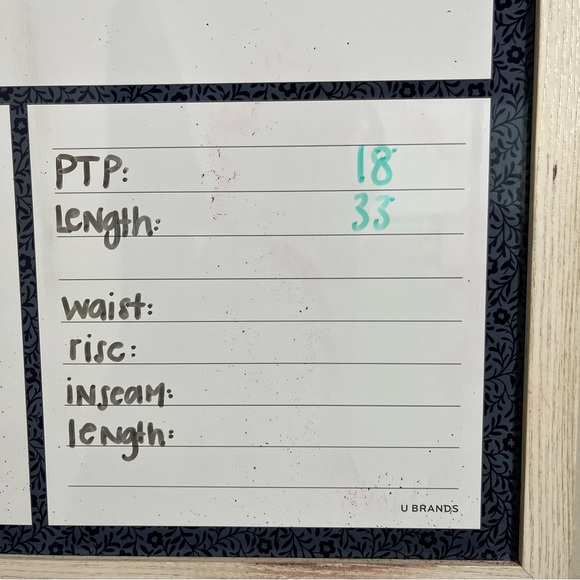 PTP: 18
Length: 33
waist:
rise:
inseam:
length:
U BRANDS